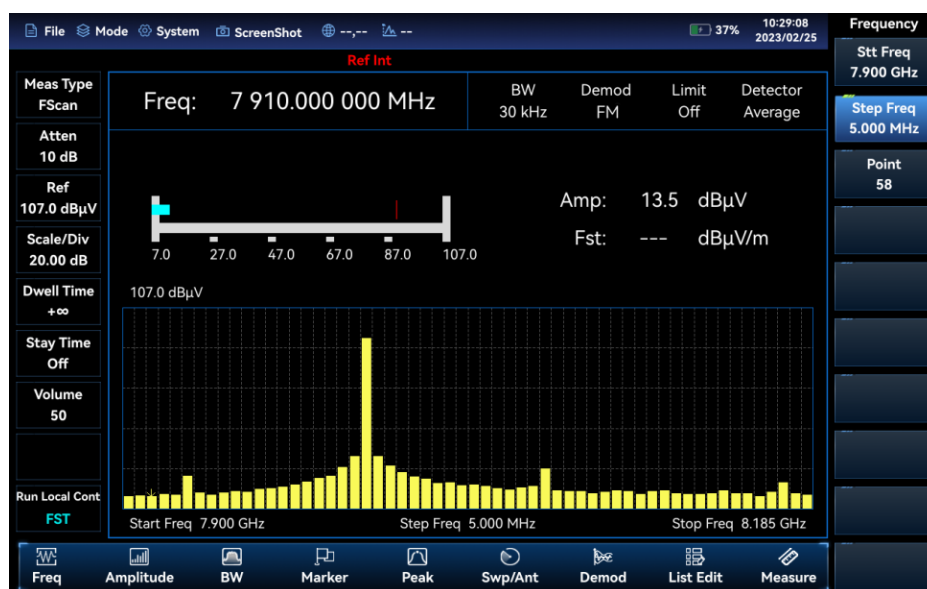 File Mode System ScreenShot --,-- -- 37% 10:29:08
2023/02/25
Ref Int
Meas Type
FScan
Atten
10 dB
Ref
107.0 dBµV
Scale/Div
20.00 dB
Dwell Time
+∞
Stay Time
Off
Volume
50
Run Local Cont
FST
Freq: 7 910.000 000 MHz
BW
30 kHz
Demod
FM
Limit
Off
Detector
Average
Amp: 13.5 dBµV
Fst: --- dBµV/m
7.0 27.0 47.0 67.0 87.0 107.0
107.0 dBµV
Start Freq 7.900 GHz Step Freq 5.000 MHz Stop Freq 8.185 GHz
Frequency
Stt Freq
7.900 GHz
Step Freq
5.000 MHz
Point
58
Freq Amplitude BW Marker Peak Swp/Ant Demod List Edit Measure